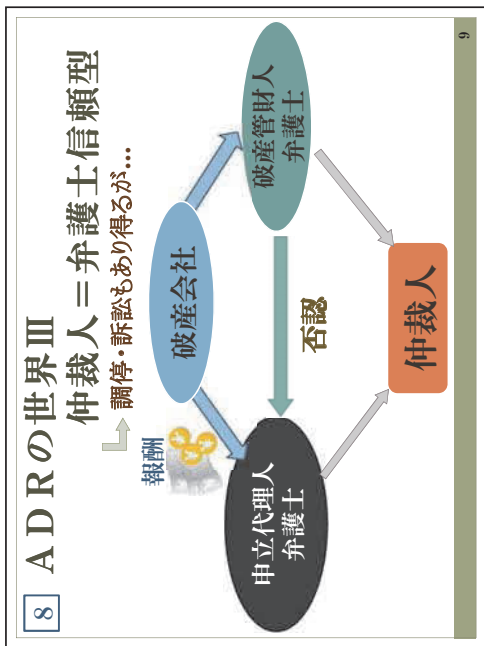 8
ADRの世界Ⅲ
仲裁人＝弁護士信頼型
調停・訴訟もあり得るが…
報酬
破産会社
申立代理人
弁護士
否認
破産管財人
弁護士
仲裁人
9